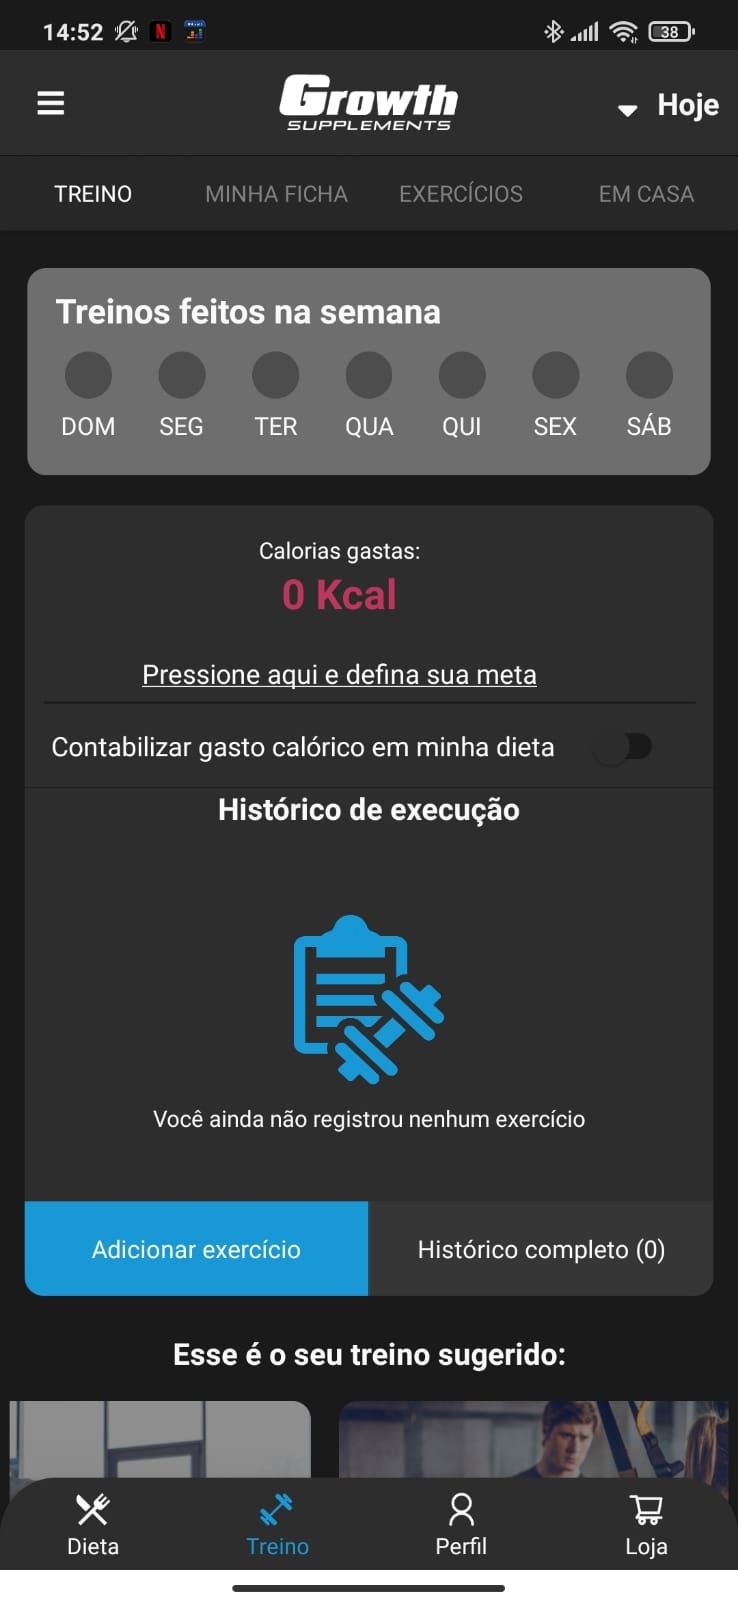 14:52
38
Growth
SUPPLEMENTS
Hoje
TREINO
MINHA FICHA
EXERCÍCIOS
EM CASA
Treinos feitos na semana
DOM
SEG
TER
QUA
QUI
SEX
SÁB
Calorias gastas:
0 Kcal
Pressione aqui e defina sua meta
Contabilizar gasto calórico em minha dieta
Histórico de execução
Você ainda não registrou nenhum exercício
Adicionar exercício
Histórico completo (0)
Esse é o seu treino sugerido:
Dieta
Treino
Perfil
Loja